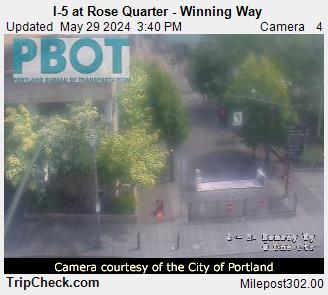 I-5 at Rose Quarter - Winning Way
Updated May 29 2024 3:40 PM Camera 4
PBOT
PORTLAND BUREAU OF TRANSPORTATION
Camera courtesy of the City of Portland
TripCheck.com Milepost302.00